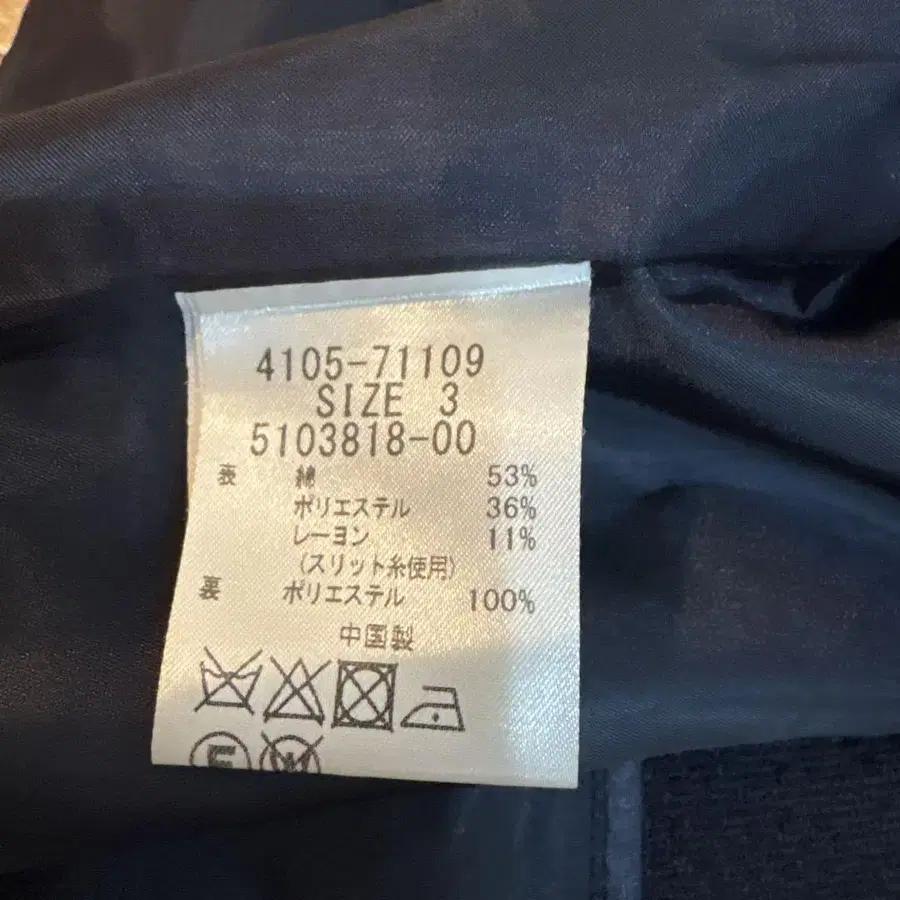 4105-71109
SIZE 3
5103818-00
表 綿 53%
ポリエステル 36%
レーヨン 11%
(スリット糸使用)
裏 ポリエステル 100%
中国製